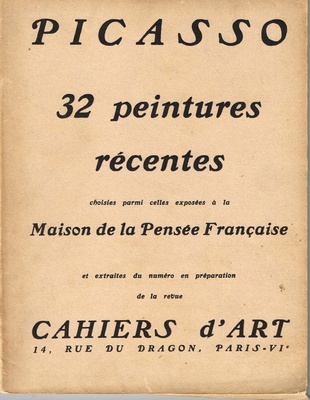 PICASSO
32 peintures
récentes
choisies parmi celles exposées à la
Maison de la Pensée Française
et extraites du numéro en préparation
de la revue
CAHIERS d'ART
14, RUE DU DRAGON, PARIS-VIᵉ